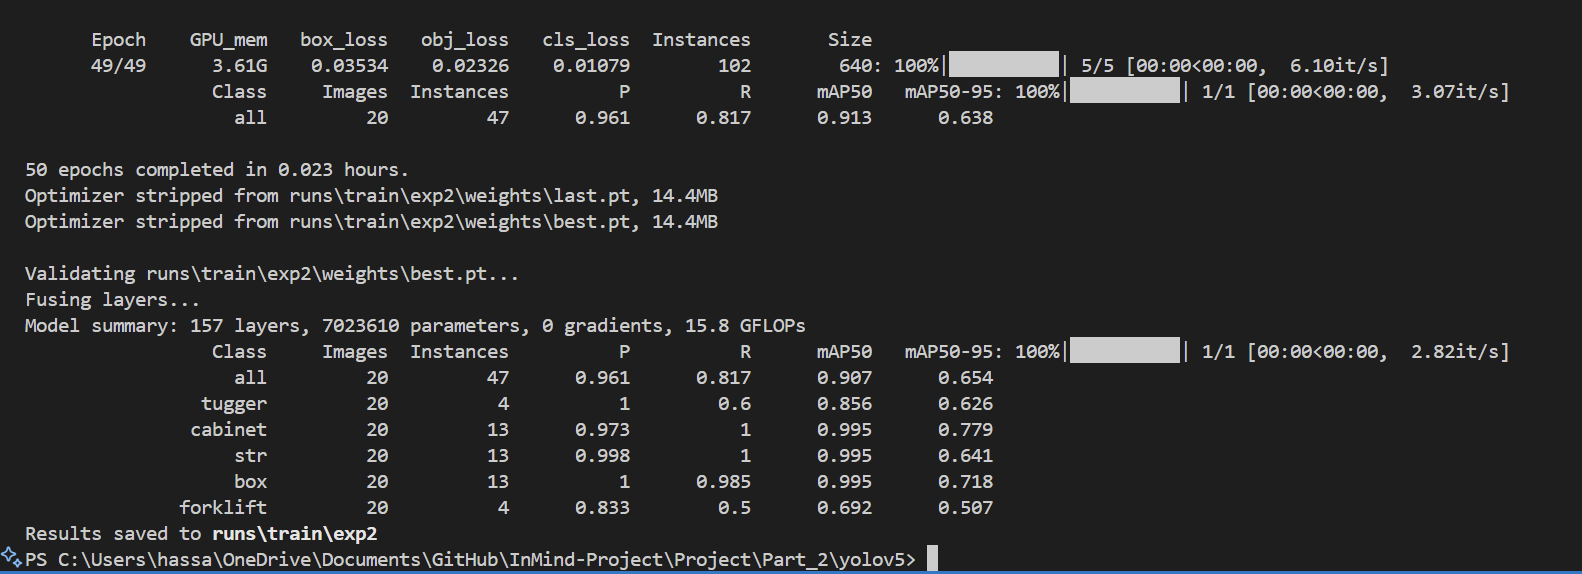 Epoch GPU_mem box_loss obj_loss cls_loss Instances Size
49/49 3.61G 0.03534 0.02326 0.01079 102 640: 100%| | 5/5 [00:00<00:00, 6.10it/s]
Class Images Instances P R mAP50 mAP50-95: 100%| | 1/1 [00:00<00:00, 3.07it/s]
all 20 47 0.961 0.817 0.913 0.638
50 epochs completed in 0.023 hours.
Optimizer stripped from runs\train\exp2\weights\last.pt, 14.4MB
Optimizer stripped from runs\train\exp2\weights\best.pt, 14.4MB
Validating runs\train\exp2\weights\best.pt...
Fusing layers...
Model summary: 157 layers, 7023610 parameters, 0 gradients, 15.8 GFLOPs
Class Images Instances P R mAP50 mAP50-95: 100%| | 1/1 [00:00<00:00, 2.82it/s]
all 20 47 0.961 0.817 0.907 0.654
tugger 20 4 1 0.6 0.856 0.626
cabinet 20 13 0.973 1 0.995 0.779
str 20 13 0.998 1 0.995 0.641
box 20 13 1 0.985 0.995 0.718
forklift 20 4 0.833 0.5 0.692 0.507
Results saved to runs\train\exp2
PS C:\Users\hassa\OneDrive\Documents\GitHub\InMind-Project\Project\Part_2\yolov5>